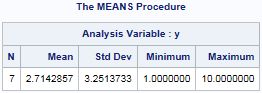 The MEANS Procedure
Analysis Variable : y
N Mean Std Dev Minimum Maximum
7 2.7142857 3.2513733 1.0000000 10.0000000